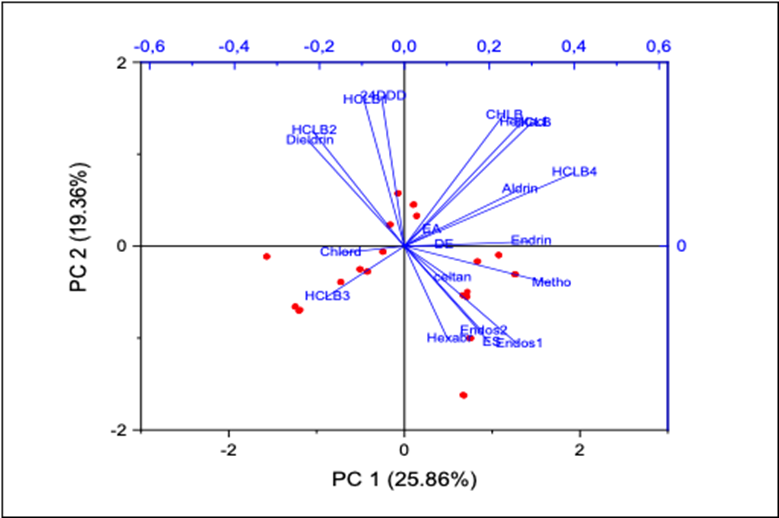 -0,6 -0,4 -0,2 0,0 0,2 0,4 0,6
2
24DDD
HCLB1
CHLB
HCLB2
Dieldrin
HCLB4
Aldrin
EA
PC 2 (19.36%)
0 DE Endrin 0
Chlord
celtan Metho
HCLB3
Endos2
Hexab ES Endos1
-2
-2 0 2
PC 1 (25.86%)